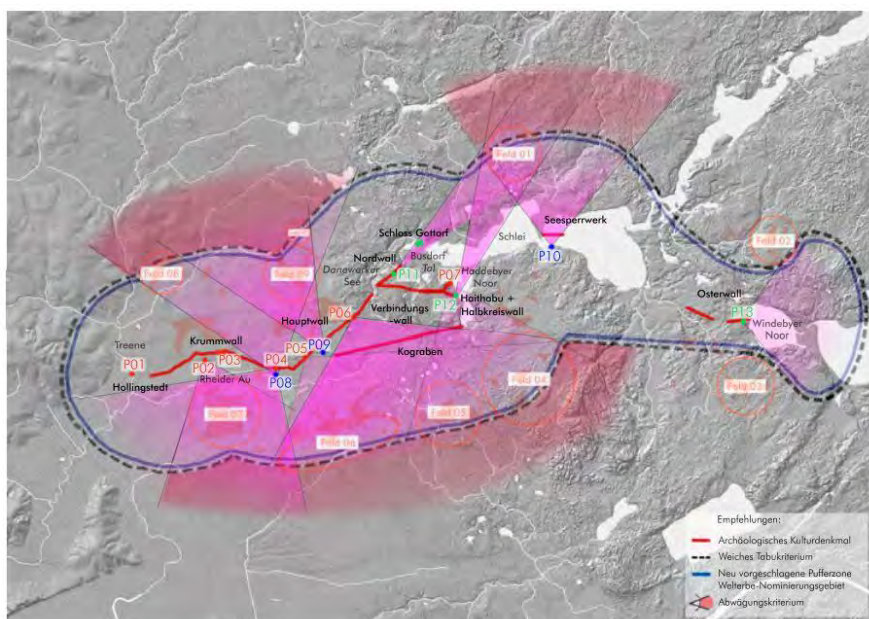 Feld 01
Seesperrwerk
Schloss Gottorf
Schlei
P10
Feld 02
Nordwall
Busdorf
Tal
Danewerker
See
P11
P07
Haddebyer
Noor
Feld 08
Feld 09
P12
Haithabu +
Halbkreiswall
Osterwall
P13
Windebyer
Noor
Hauptwall
P06
Verbindungs
-wall
Treene
Krummwall
P01
P02
P03
P04
P05
P09
Kograben
Hollingstedt
Rheider Au
P08
Feld 04
Feld 03
Feld 07
Feld 05
Feld 06
Empfehlungen:
Archäologisches Kulturdenkmal
Weiches Tabukriterium
Neu vorgeschlagene Pufferzone
Welterbe-Nominierungsgebiet
Abwägungskriterium